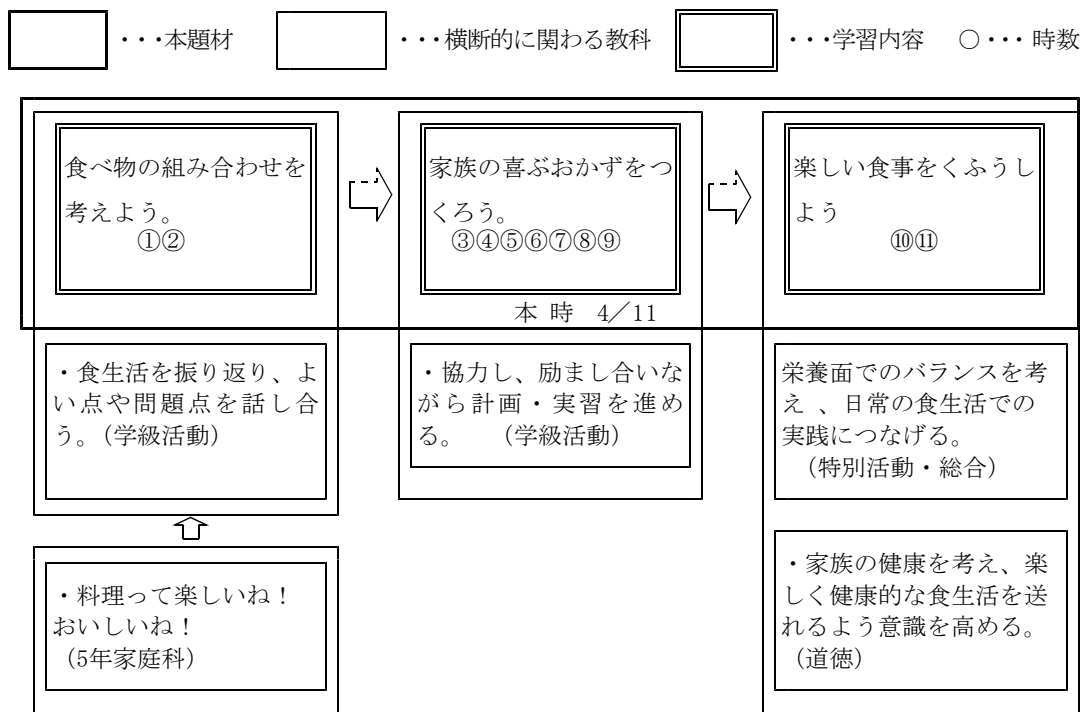 ・・・本題材 ・・・横断的に関わる教科 ・・・学習内容 ○・・・時数
食べ物の組み合わせを
考えよう。
①②
家族の喜ぶおかずをつ
くろう。
③④⑤⑥⑦⑧⑨
楽しい食事をくふうし
よう
⑩⑪
本 時 4/11
・食生活を振り返り、よ
い点や問題点を話し合
う。(学級活動)
・協力し、励まし合いな
がら計画・実習を進め
る。 (学級活動)
栄養面でのバランスを考
え 、日常の食生活での
実践につなげる。
(特別活動・総合)
・料理って楽しいね!
おいしいね!
(5年家庭科)
・家族の健康を考え、楽
しく健康的な食生活を送
れるよう意識を高める。
(道徳)